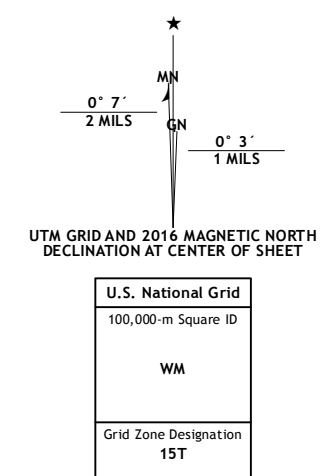 ★
MN
0° 7´
2 MILS
GN
0° 3´
1 MILS
UTM GRID AND 2016 MAGNETIC NORTH
DECLINATION AT CENTER OF SHEET
U.S. National Grid
100,000-m Square ID
WM
Grid Zone Designation
15T